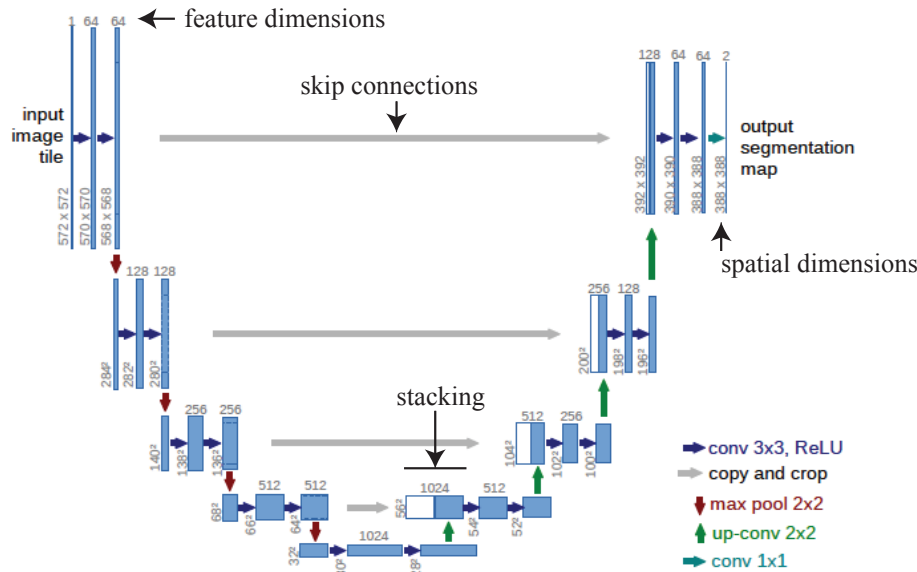 1 64 64
feature dimensions
input
image
tile
572 x 572
570 x 570
568 x 568
skip connections
128 64 64 2
392 x 392
390 x 390
388 x 388
388 x 388
output
segmentation
map
spatial dimensions
128 128
284²
282²
280²
256 128
200²
198²
196²
256 256
140²
138²
136²
stacking
512 256
104²
102²
100²
512 512
68²
66²
64²
1024 512
56²
54²
52²
1024
32²
conv 3x3, ReLU
copy and crop
max pool 2x2
up-conv 2x2
conv 1x1